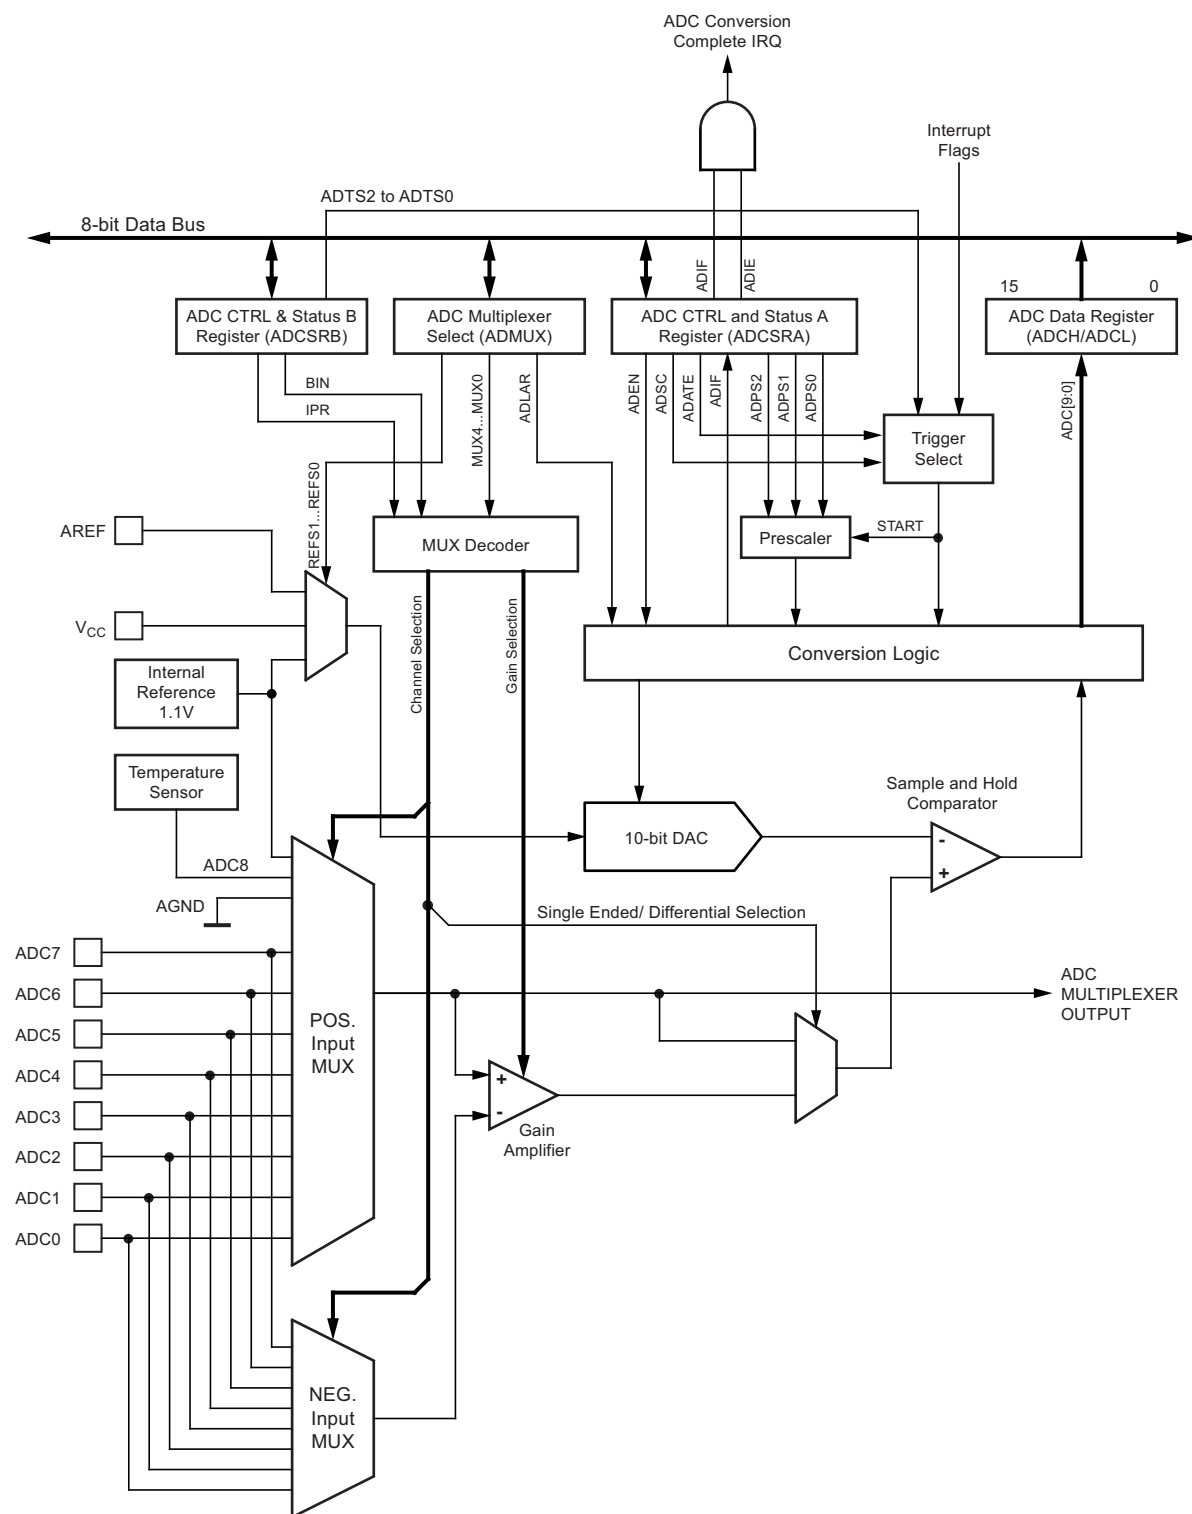 ADC Conversion
Complete IRQ
Interrupt
Flags
ADTS2 to ADTS0
8-bit Data Bus
ADIF
ADIE
15
0
ADC CTRL & Status B
Register (ADCSRB)
ADC Multiplexer
Select (ADMUX)
ADC CTRL and Status A
Register (ADCSRA)
ADC Data Register
(ADCH/ADCL)
BIN
IPR
REFS1...REFS0
MUX4...MUX0
ADLAR
ADEN
ADSC
ADATE
ADIF
ADPS2
ADPS1
ADPS0
ADC[9:0]
Trigger
Select
AREF
MUX Decoder
Prescaler
START
VCC
Channel Selection
Gain Selection
Conversion Logic
Internal
Reference
1.1V
Temperature
Sensor
Sample and Hold
Comparator
10-bit DAC
-
+
ADC8
AGND
Single Ended/ Differential Selection
ADC7
ADC6
ADC5
ADC4
ADC3
ADC2
ADC1
ADC0
POS.
Input
MUX
ADC
MULTIPLEXER
OUTPUT
+
-
Gain
Amplifier
NEG.
Input
MUX